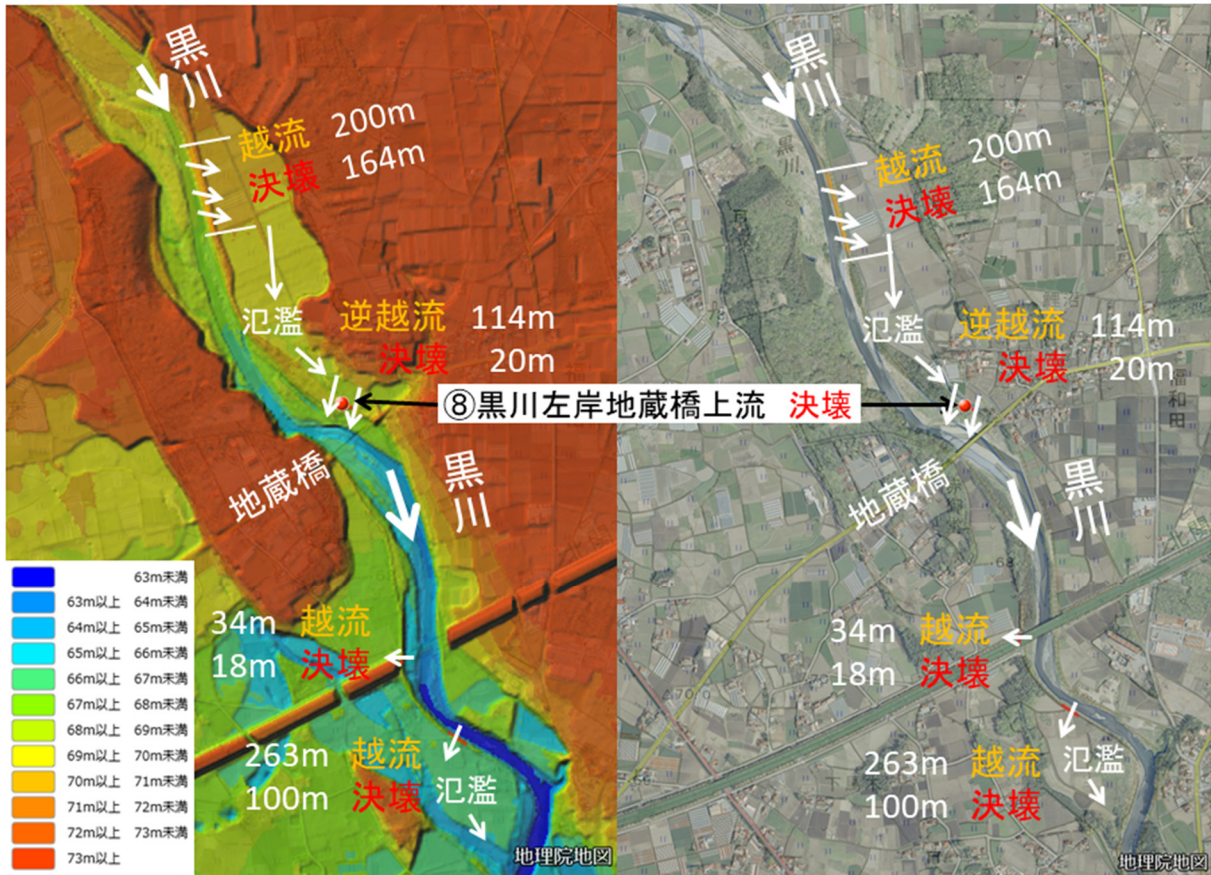 黒川
越流 200m
決壊 164m
氾濫
逆越流 114m
決壊 20m
⑧黒川左岸地蔵橋上流 決壊
地蔵橋
黒川
34m 越流
18m 決壊
263m 越流
100m 決壊
氾濫
63m未満
63m以上 64m未満
64m以上 65m未満
65m以上 66m未満
66m以上 67m未満
67m以上 68m未満
68m以上 69m未満
69m以上 70m未満
70m以上 71m未満
71m以上 72m未満
72m以上 73m未満
73m以上
地理院地図
黒川
黒川
越流 200m
決壊 164m
氾濫
逆越流 114m
決壊 20m
福和田
地蔵橋
黒川
34m 越流
18m 決壊
70.0
263m 越流
100m 決壊
氾濫
地理院地図